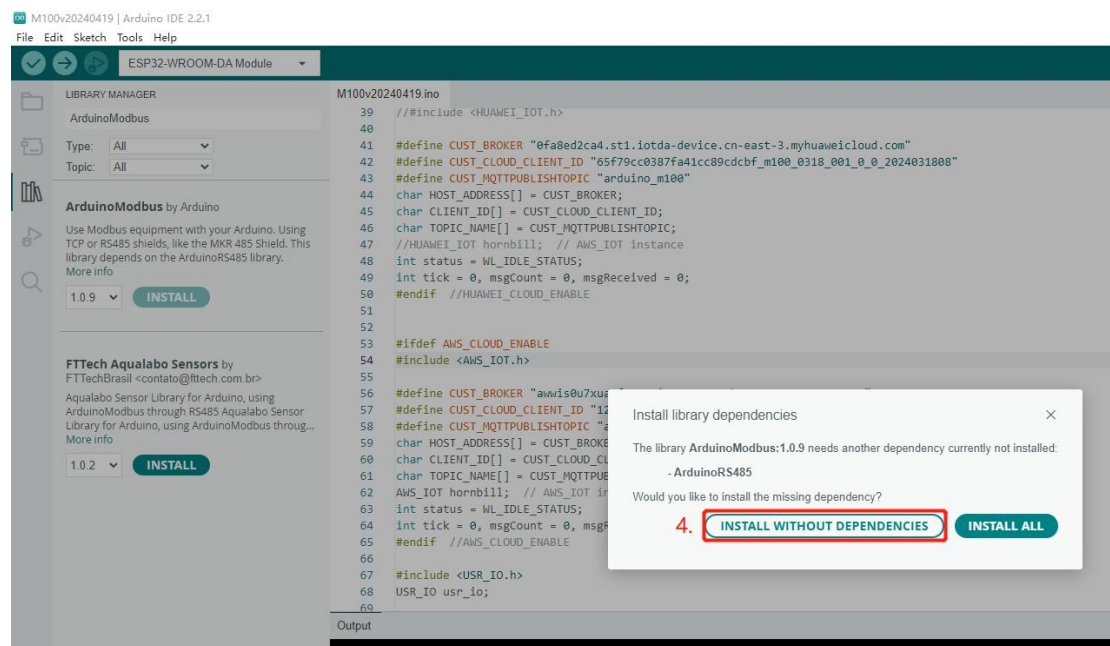 M100v20240419 | Arduino IDE 2.2.1
File Edit Sketch Tools Help
ESP32-WROOM-DA Module
LIBRARY MANAGER
ArduinoModbus
Type: All
Topic: All
ArduinoModbus by Arduino
Use Modbus equipment with your Arduino. Using
TCP or RS485 shields, like the MKR 485 Shield. This
library depends on the ArduinoRS485 library.
More info
1.0.9 INSTALL
FTTech Aqualabo Sensors by
FTTechBrasil <contato@fttech.com.br>
Aqualabo Sensor Library for Arduino, using
ArduinoModbus through RS485 Aqualabo Sensor
Library for Arduino, using ArduinoModbus throug...
More info
1.0.2 INSTALL
M100v20240419.ino
39 //#include <HUAWEI_IOT.h>
40
41 #define CUST_BROKER "0fa8ed2ca4.st1.iotda-device.cn-east-3.myhuaweicloud.com"
42 #define CUST_CLOUD_CLIENT_ID "65f79cc0387fa41cc89cdcbf_m100_0318_001_0_0_2024031808"
43 #define CUST_MQTTPUBLISHTOPIC "arduino_m100"
44 char HOST_ADDRESS[] = CUST_BROKER;
45 char CLIENT_ID[] = CUST_CLOUD_CLIENT_ID;
46 char TOPIC_NAME[] = CUST_MQTTPUBLISHTOPIC;
47 //HUAWEI_IOT hornbill; // AWS_IOT instance
48 int status = WL_IDLE_STATUS;
49 int tick = 0, msgCount = 0, msgReceived = 0;
50 #endif //HUAWEI_CLOUD_ENABLE
51
52
53 #ifdef AWS_CLOUD_ENABLE
54 #include <AWS_IOT.h>
55
56 #define CUST_BROKER
57 #define CUST_CLOUD_CLIENT_ID "12
58 #define CUST_MQTTPUBLISHTOPIC "a
59 char HOST_ADDRESS[] = CUST_BROKE
60 char CLIENT_ID[] = CUST_CLOUD_CL
61 char TOPIC_NAME[] = CUST_MQTTPUB
62 AWS_IOT hornbill; // AWS_IOT in
63 int status = WL_IDLE_STATUS;
64 int tick = 0, msgCount = 0, msgR
65 #endif //AWS_CLOUD_ENABLE
66
67 #include <USR_IO.h>
68 USR_IO usr_io;
69
Output
Install library dependencies
The library ArduinoModbus:1.0.9 needs another dependency currently not installed:
- ArduinoRS485
Would you like to install the missing dependency?
4. INSTALL WITHOUT DEPENDENCIES INSTALL ALL